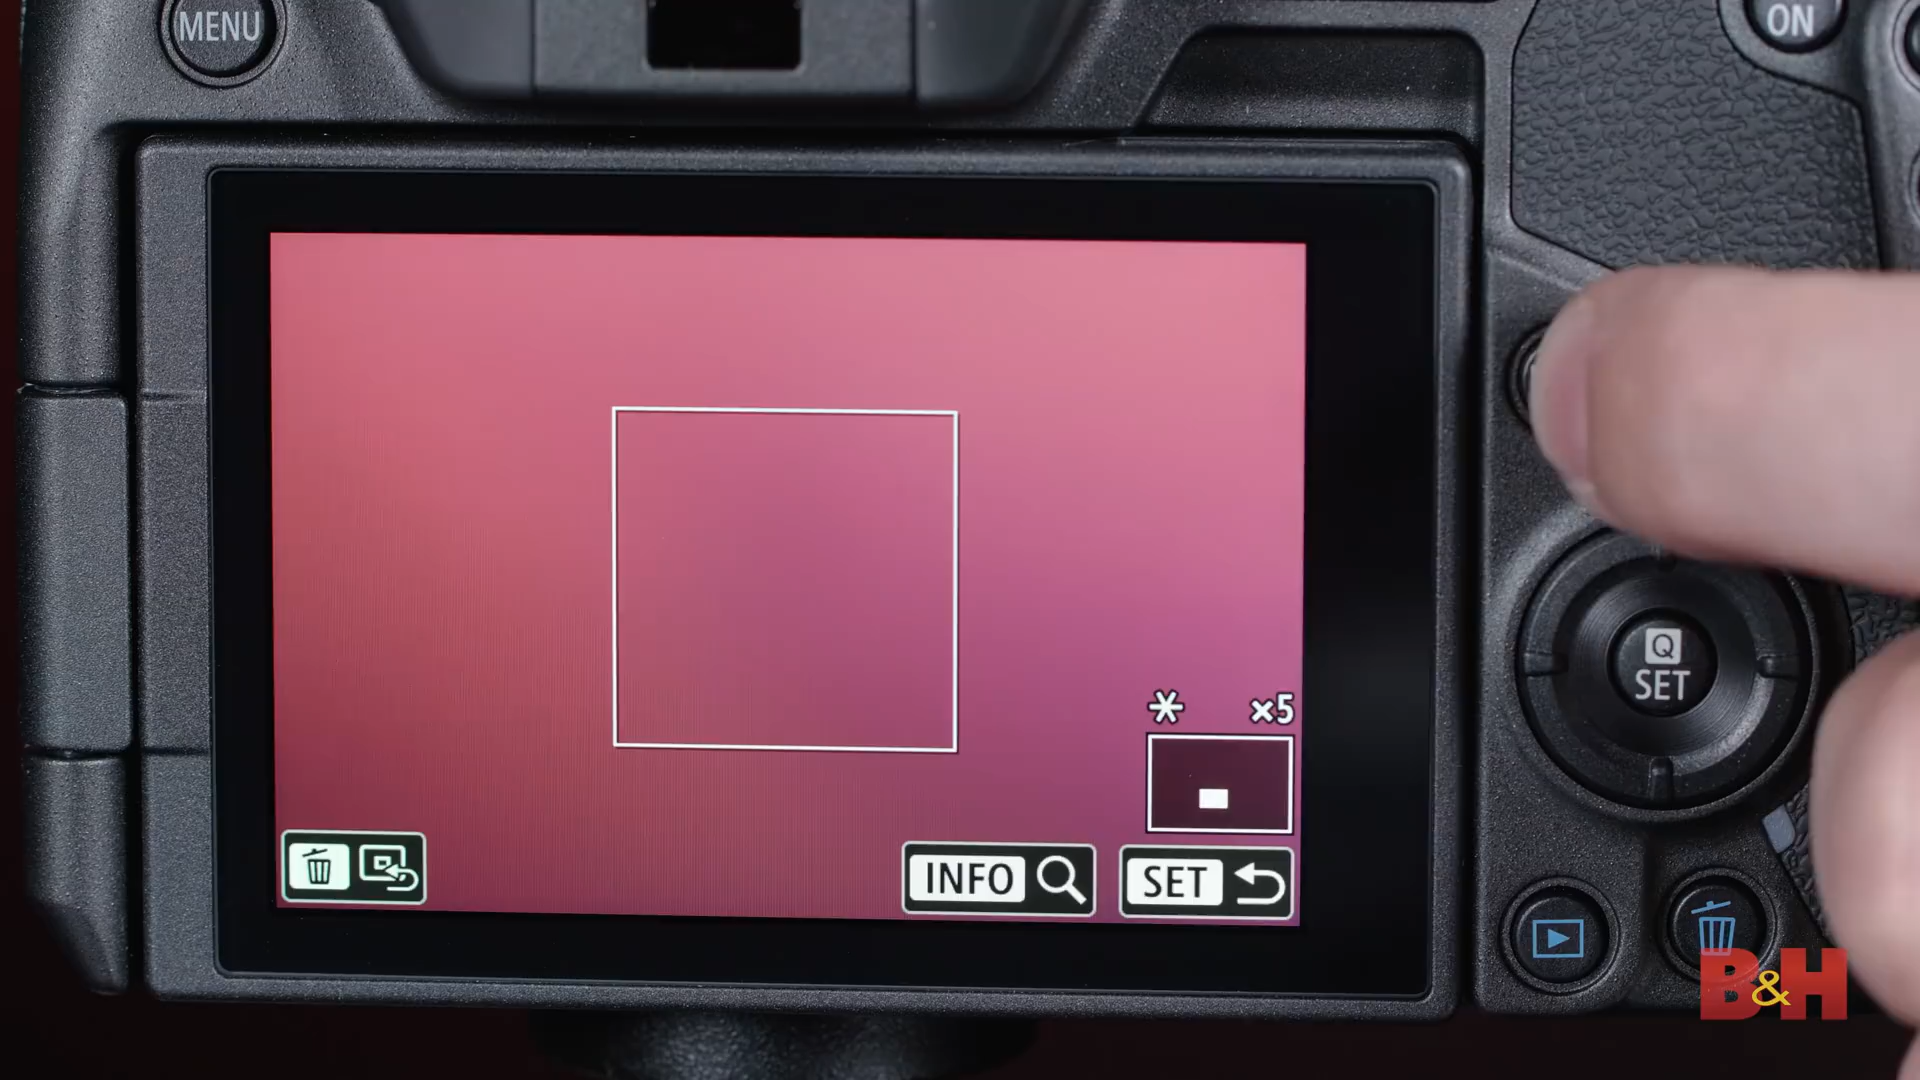 MENU
ON
Q
SET
×5
INFO
SET
B&H